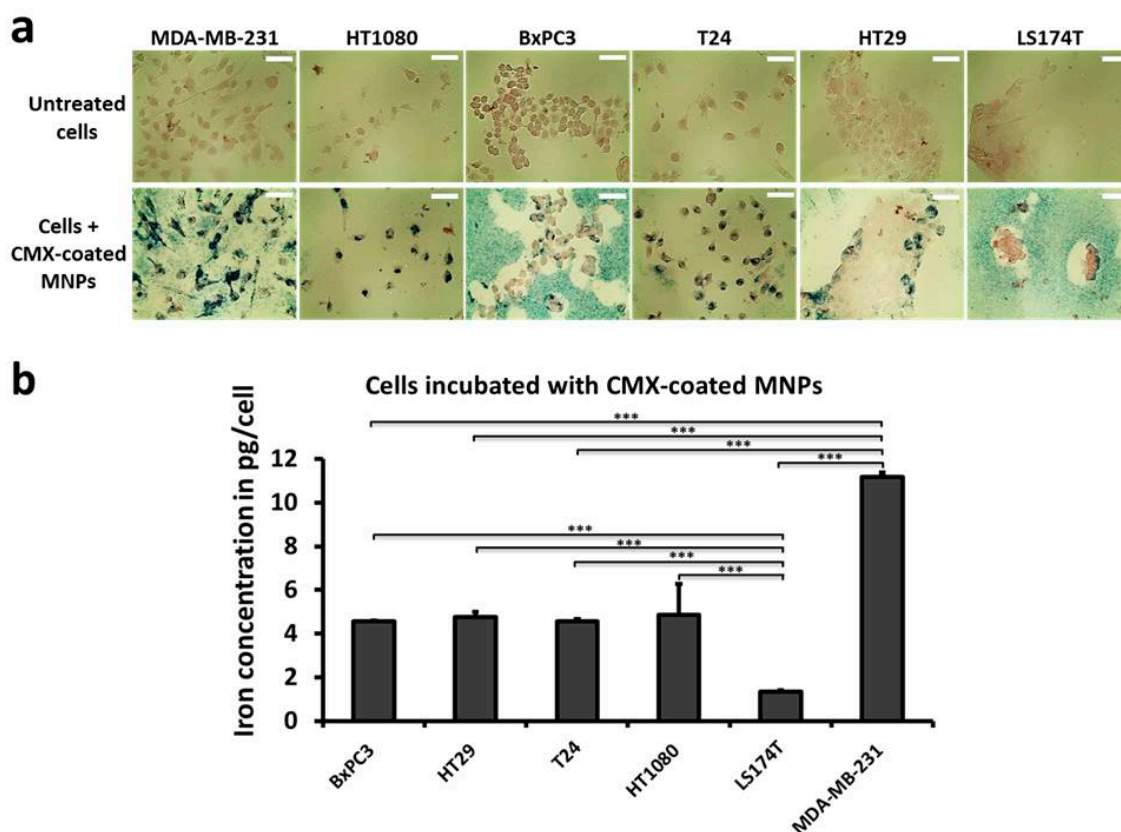 a
MDA-MB-231 HT1080 BxPC3 T24 HT29 LS174T
Untreated
cells
Cells +
CMX-coated
MNPs
b
Cells incubated with CMX-coated MNPs
Iron concentration in pg/cell
***
***
***
***
12
10
***
8
***
***
***
6
4
2
0
BxPC3 HT29 T24 HT1080 LS174T MDA-MB-231